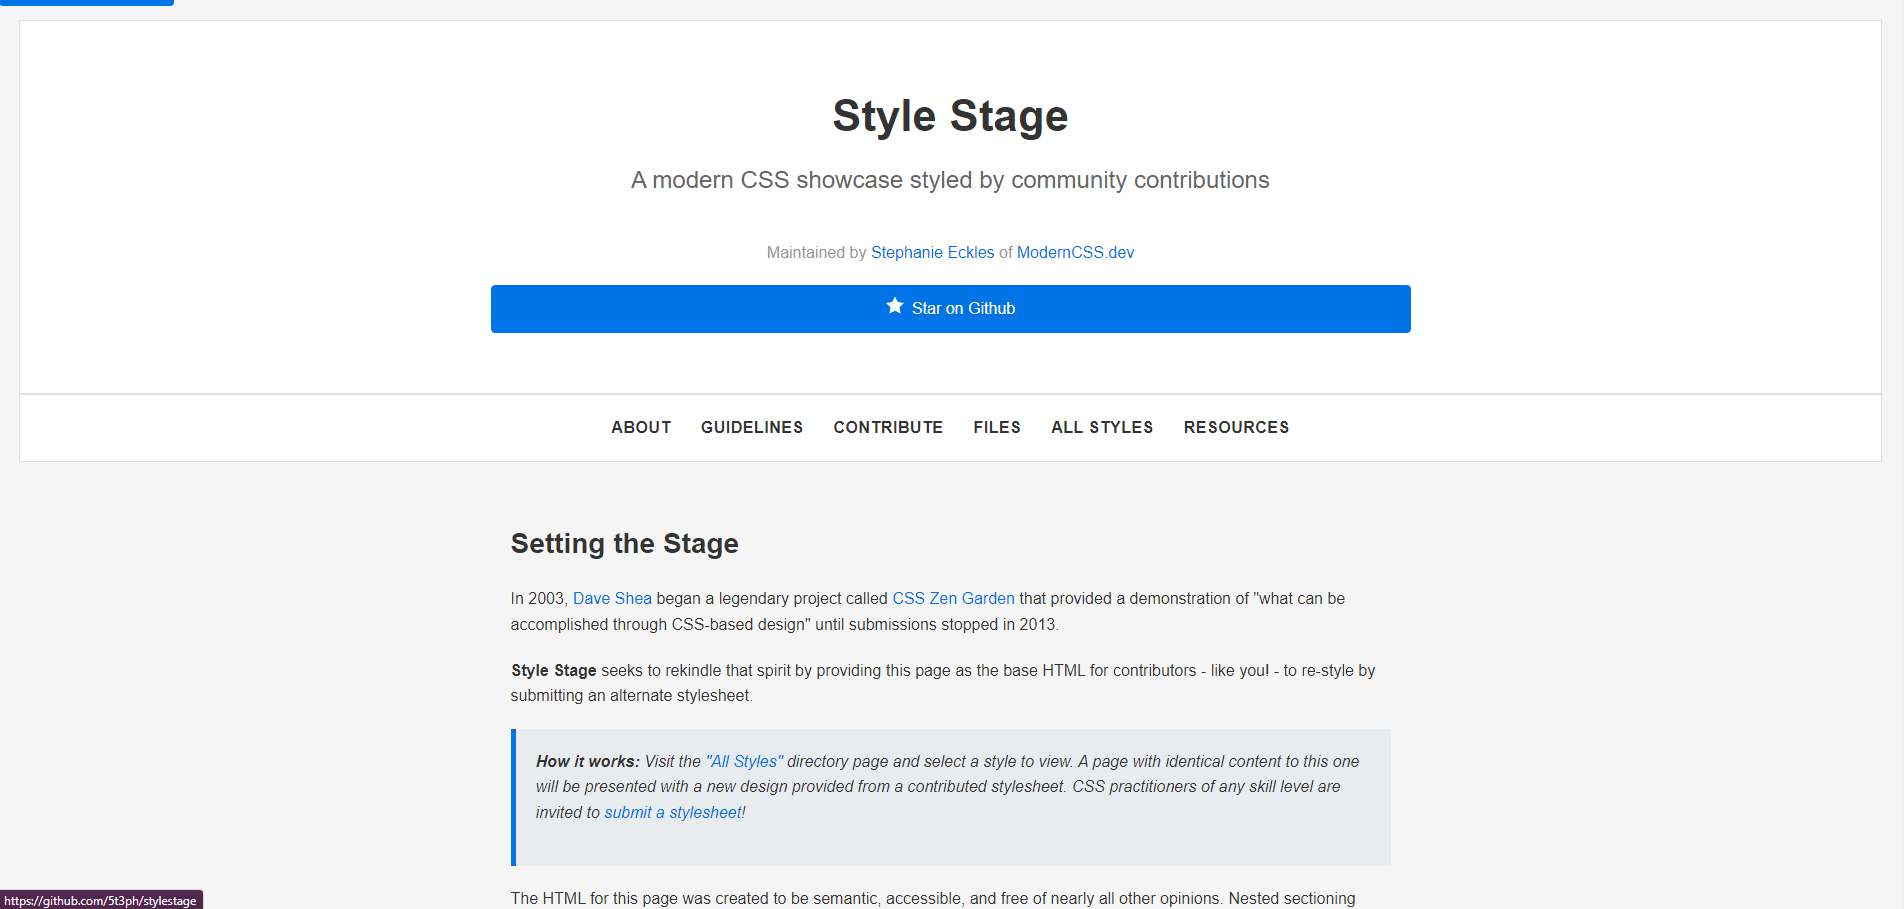 Style Stage
A modern CSS showcase styled by community contributions
Maintained by Stephanie Eckles of ModernCSS.dev
Star on Github
ABOUT GUIDELINES CONTRIBUTE FILES ALL STYLES RESOURCES
Setting the Stage
In 2003, Dave Shea began a legendary project called CSS Zen Garden that provided a demonstration of "what can be
accomplished through CSS-based design" until submissions stopped in 2013.
Style Stage seeks to rekindle that spirit by providing this page as the base HTML for contributors - like you! - to re-style by
submitting an alternate stylesheet.
How it works: Visit the "All Styles" directory page and select a style to view. A page with identical content to this one
will be presented with a new design provided from a contributed stylesheet. CSS practitioners of any skill level are
invited to submit a stylesheet!
The HTML for this page was created to be semantic, accessible, and free of nearly all other opinions. Nested sectioning
https://github.com/5t3ph/stylestage